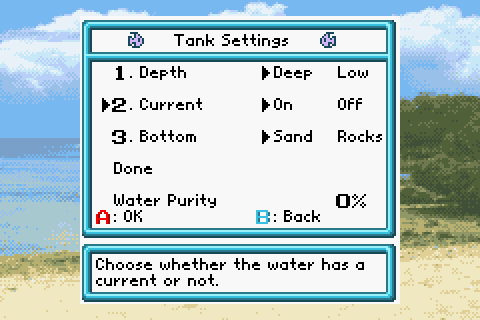 Tank Settings
1. Depth Deep Low
2. Current On Off
3. Bottom Sand Rocks
Done
Water Purity 0%
A: OK B: Back
Choose whether the water has a
current or not.